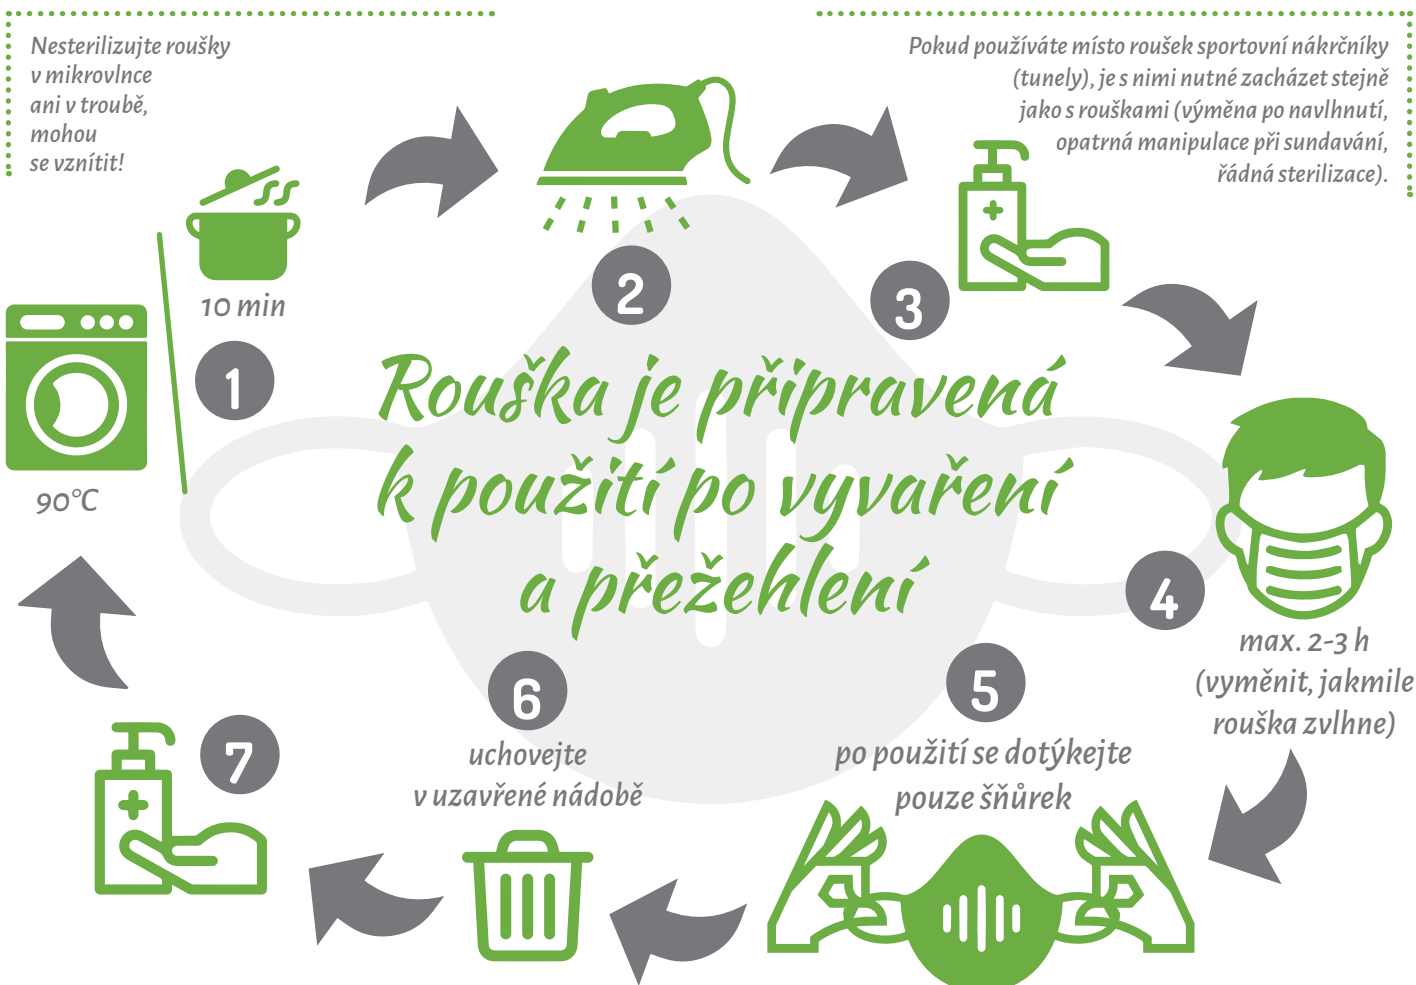 Nesterilizujte roušky
v mikrovlnce
ani v troubě,
mohou
se vznítit!
Pokud používáte místo roušek sportovní nákrčníky
(tunely), je s nimi nutné zacházet stejně
jako s rouškami (výměna po navlhnutí,
opatrná manipulace při sundavání,
řádná sterilizace).
10 min
90°C
1
2
3
Rouška je připravená
k použití po vyvaření
a přežehlení
4
max. 2-3 h
(vyměnit, jakmile
rouška zvlhne)
5
po použití se dotýkejte
pouze šňůrek
6
uchovejte
v uzavřené nádobě
7